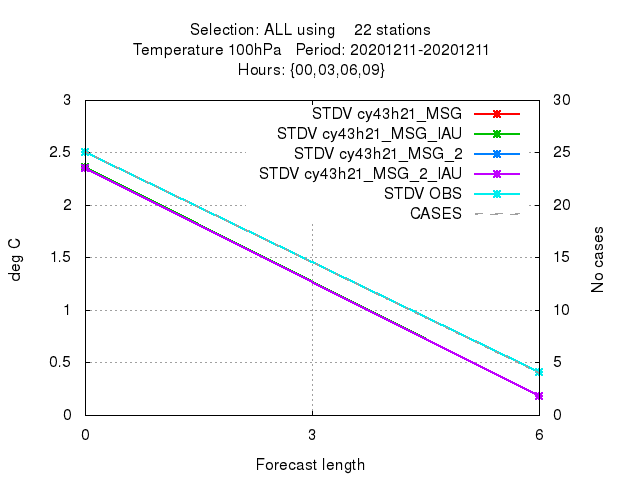 Selection: ALL using 22 stations
Temperature 100hPa Period: 20201211-20201211
Hours: {00,03,06,09}
3 30
STDV cy43h21_MSG
STDV cy43h21_MSG_IAU
2.5 25
STDV cy43h21_MSG_2
STDV cy43h21_MSG_2_IAU
STDV OBS
2 20
CASES
deg C
No cases
1.5 15
1 10
0.5 5
0 0
0 3 6
Forecast length